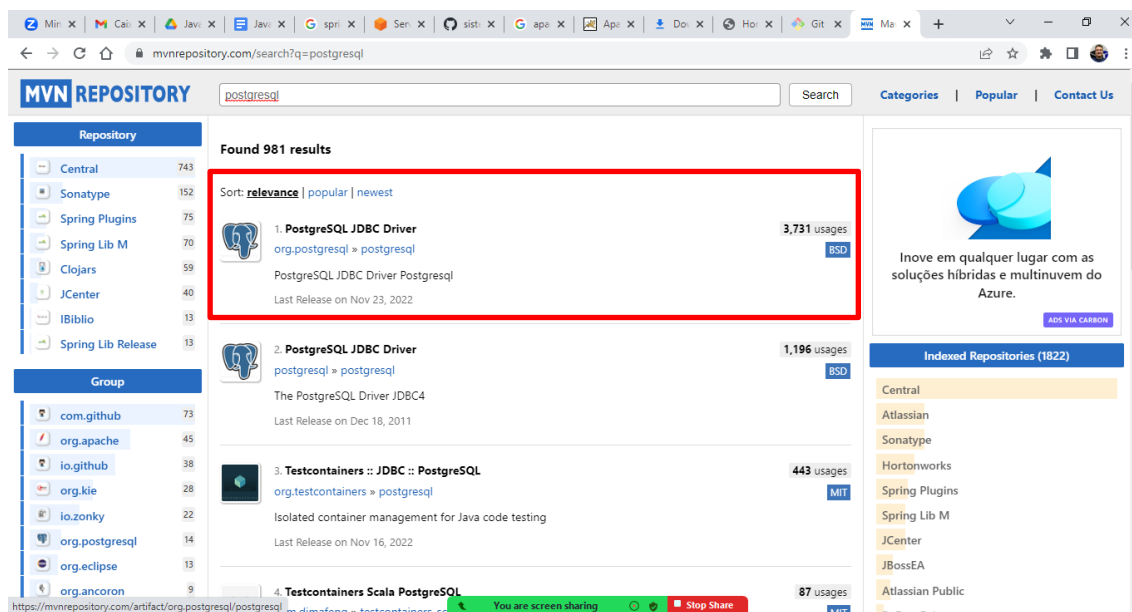 Min
Cai
Java
Java
spri
Ser
sist
apa
Apa
Do
Ho
Git
Ma
mvnrepository.com/search?q=postgresql
MVN REPOSITORY
postgresql
Search
Categories | Popular | Contact Us
Repository
Central 743
Sonatype 152
Spring Plugins 75
Spring Lib M 70
Clojars 59
JCenter 40
IBiblio 13
Spring Lib Release 13
Group
com.github 73
org.apache 45
io.github 38
org.kie 28
io.zonky 22
org.postgresql 14
org.eclipse 13
org.ancoron 9
https://mvnrepository.com/artifact/org.postgresql/postgresql
Found 981 results
Sort: relevance | popular | newest
1. PostgreSQL JDBC Driver 3,731 usages
org.postgresql » postgresql BSD
PostgreSQL JDBC Driver Postgresql
Last Release on Nov 23, 2022
2. PostgreSQL JDBC Driver 1,196 usages
postgresql » postgresql BSD
The PostgreSQL Driver JDBC4
Last Release on Dec 18, 2011
3. Testcontainers :: JDBC :: PostgreSQL 443 usages
org.testcontainers » postgresql MIT
Isolated container management for Java code testing
Last Release on Nov 16, 2022
4. Testcontainers Scala PostgreSQL 87 usages
MIT
You are screen sharing
Stop Share
Inove em qualquer lugar com as
soluções híbridas e multinuvem do
Azure.
ADS VIA CARBON
Indexed Repositories (1822)
Central
Atlassian
Sonatype
Hortonworks
Spring Plugins
Spring Lib M
JCenter
JBossEA
Atlassian Public